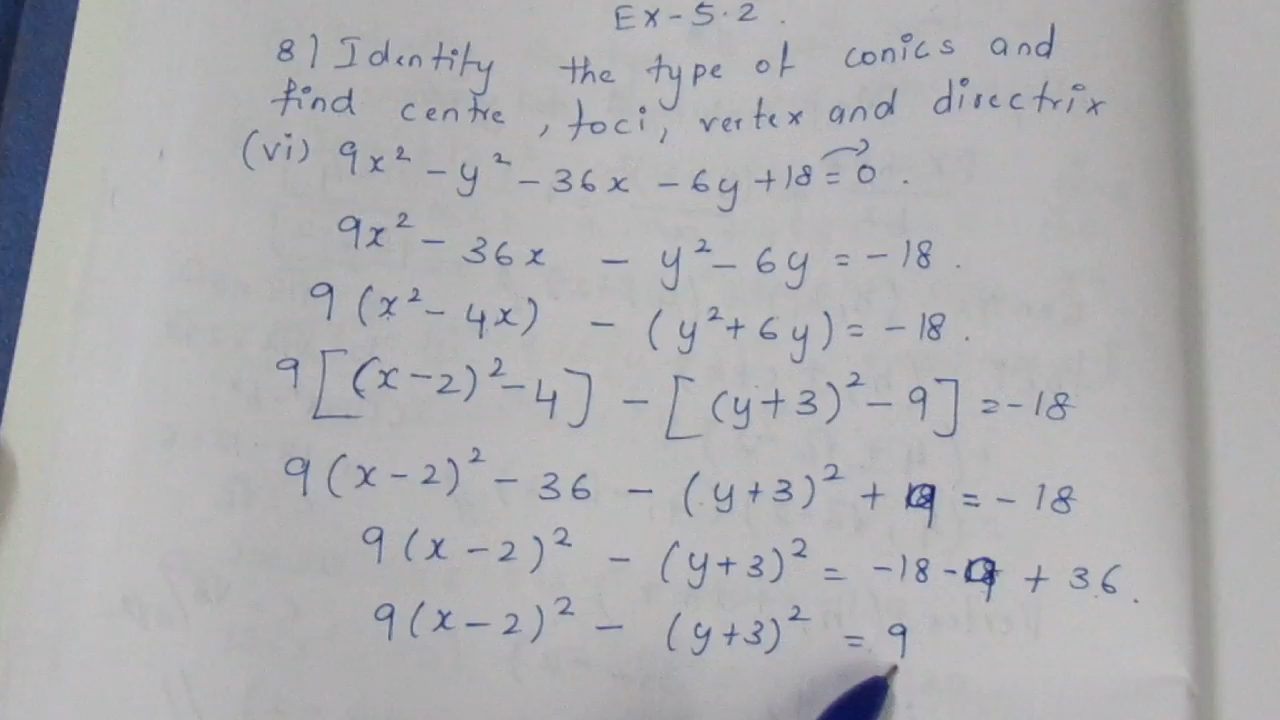 Ex-5.2.
8) Identify the type of conics and
find centre, foci, vertex and directrix
(vi) 9x² - y² - 36x - 6y + 18 = 0.
9x² - 36x - y² - 6y = -18.
9(x² - 4x) - (y² + 6y) = -18.
9[(x-2)² - 4] - [(y+3)² - 9] = -18
9(x-2)² - 36 - (y+3)² + 9 = -18
9(x-2)² - (y+3)² = -18 - 9 + 36.
9(x-2)² - (y+3)² = 9